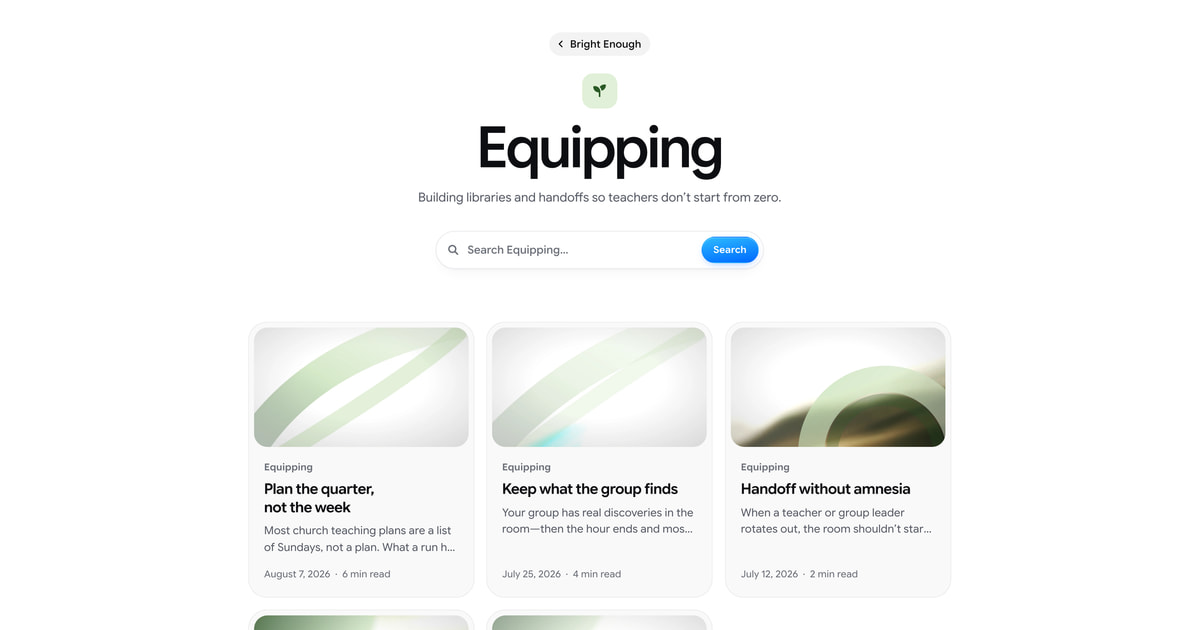 Bright Enough
Equipping
Building libraries and handoffs so teachers don’t start from zero.
Search Equipping...
Search
Equipping
Plan the quarter,
not the week
Most church teaching plans are a list
of Sundays, not a plan. What a run h...
August 7, 2026 · 6 min read
Equipping
Keep what the group finds
Your group has real discoveries in the
room—then the hour ends and mos...
July 25, 2026 · 4 min read
Equipping
Handoff without amnesia
When a teacher or group leader
rotates out, the room shouldn’t star...
July 12, 2026 · 2 min read